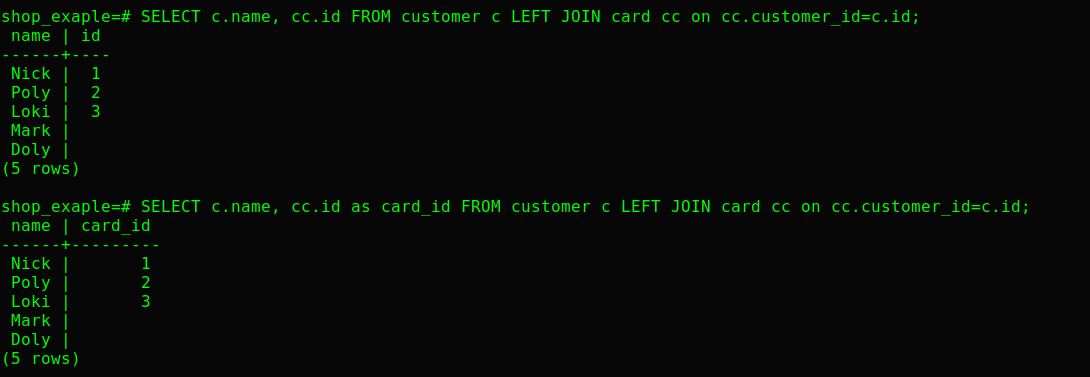 shop_exaple=# SELECT c.name, cc.id FROM customer c LEFT JOIN card cc on cc.customer_id=c.id;
 name | id
------+----
 Nick |  1
 Poly |  2
 Loki |  3
 Mark |
 Doly |
(5 rows)

shop_exaple=# SELECT c.name, cc.id as card_id FROM customer c LEFT JOIN card cc on cc.customer_id=c.id;
 name | card_id
------+---------
 Nick |       1
 Poly |       2
 Loki |       3
 Mark |
 Doly |
(5 rows)